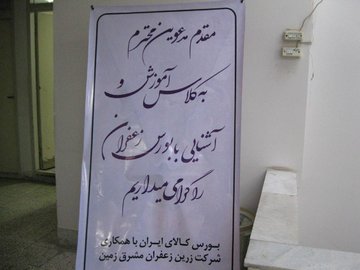 مقدم مدعوین محترم
به کلاس آموزش و
آشنایی با بورس زعفران
را گرامی میداریم
بورس کالای ایران با همکاری
شرکت زرین زعفران مشرق زمین